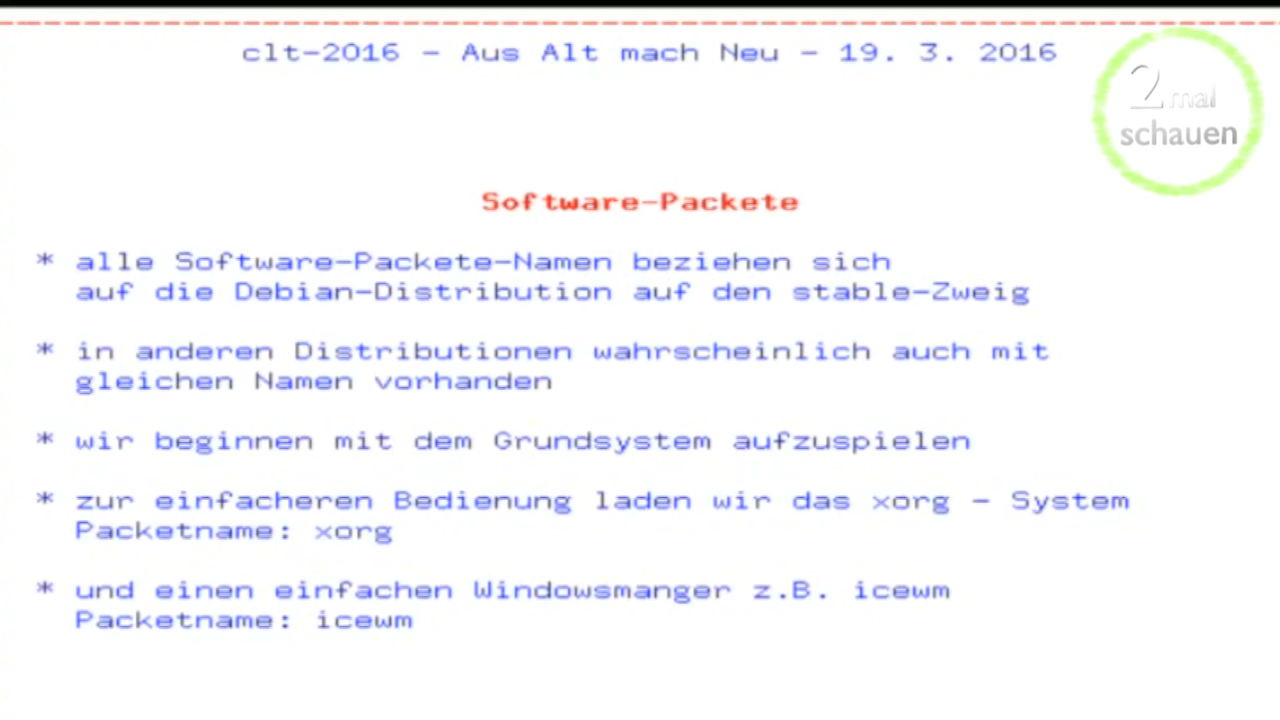 clt-2016 - Aus Alt mach Neu - 19. 3. 2016
2 mal
schauen
Software-Packete
* alle Software-Packete-Namen beziehen sich
auf die Debian-Distribution auf den stable-Zweig
* in anderen Distributionen wahrscheinlich auch mit
gleichen Namen vorhanden
* wir beginnen mit dem Grundsystem aufzuspielen
* zur einfacheren Bedienung laden wir das xorg - System
Packetname: xorg
* und einen einfachen Windowsmanger z.B. icewm
Packetname: icewm